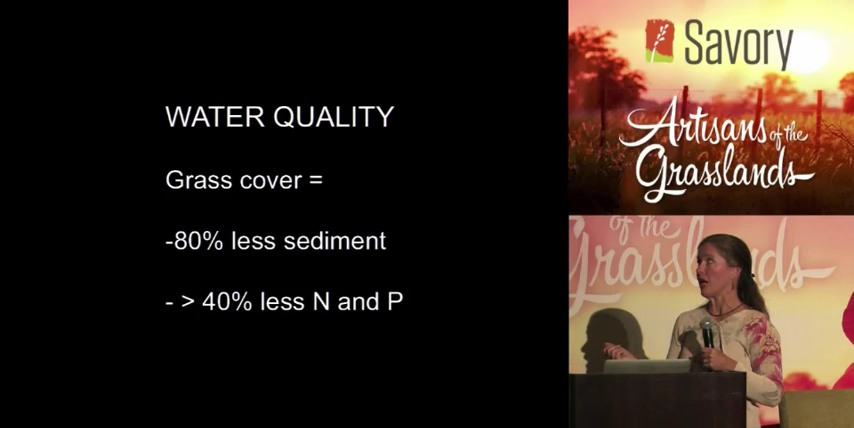 WATER QUALITY
Grass cover =
-80% less sediment
- > 40% less N and P
Savory
Artisans of the
Grasslands
of the
Grasslands